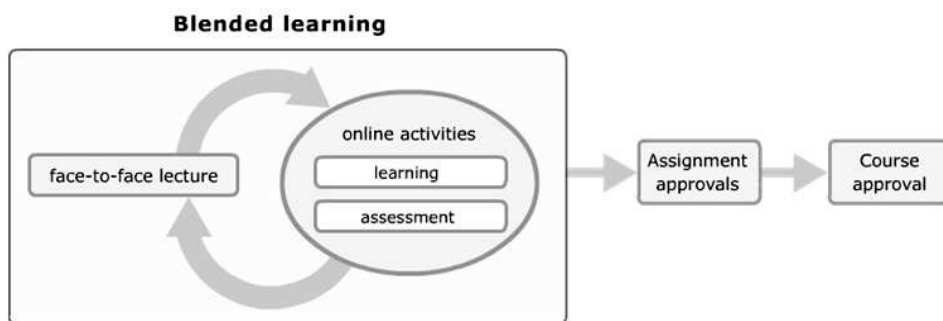 Blended learning
face-to-face lecture
online activities
learning
assessment
Assignment
approvals
Course
approval